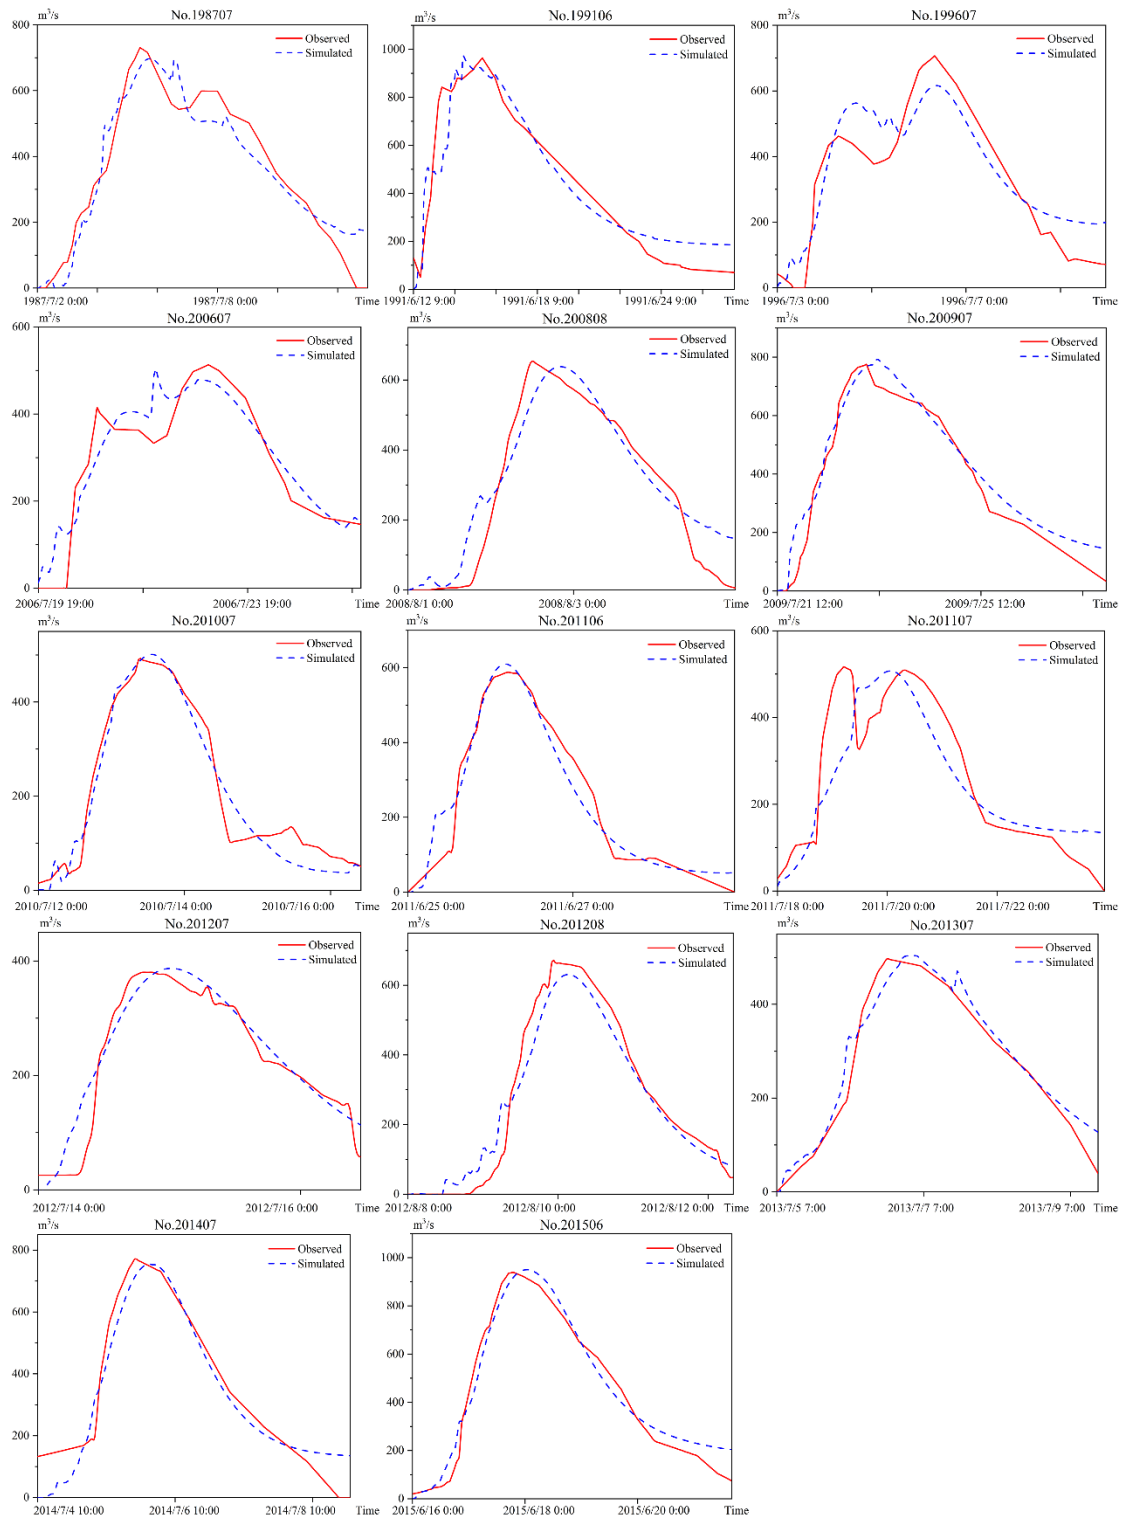 m³/s No.198707
Observed
Simulated
800
600
400
200
0
1987/7/2 0:00 1987/7/8 0:00 Time
m³/s No.199106
Observed
Simulated
1000
800
600
400
200
0
1991/6/12 9:00 1991/6/18 9:00 1991/6/24 9:00 Time
m³/s No.199607
Observed
Simulated
800
600
400
200
0
1996/7/3 0:00 1996/7/7 0:00 Time
m³/s No.200607
Observed
Simulated
600
400
200
0
2006/7/19 19:00 2006/7/23 19:00 Time
m³/s No.200808
Observed
Simulated
600
400
200
0
2008/8/1 0:00 2008/8/3 0:00 Time
m³/s No.200907
Observed
Simulated
800
600
400
200
0
2009/7/21 12:00 2009/7/25 12:00 Time
m³/s No.201007
Observed
Simulated
400
200
0
2010/7/12 0:00 2010/7/14 0:00 2010/7/16 0:00 Time
m³/s No.201106
Observed
Simulated
600
400
200
0
2011/6/25 0:00 2011/6/27 0:00 Time
m³/s No.201107
Observed
Simulated
600
400
200
0
2011/7/18 0:00 2011/7/20 0:00 2011/7/22 0:00 Time
m³/s No.201207
Observed
Simulated
400
200
0
2012/7/14 0:00 2012/7/16 0:00 Time
m³/s No.201208
Observed
Simulated
600
400
200
0
2012/8/8 0:00 2012/8/10 0:00 2012/8/12 0:00 Time
m³/s No.201307
Observed
Simulated
400
200
0
2013/7/5 7:00 2013/7/7 7:00 2013/7/9 7:00 Time
m³/s No.201407
Observed
Simulated
800
600
400
200
0
2014/7/4 10:00 2014/7/6 10:00 2014/7/8 10:00 Time
m³/s No.201506
Observed
Simulated
1000
800
600
400
200
0
2015/6/16 0:00 2015/6/18 0:00 2015/6/20 0:00 Time